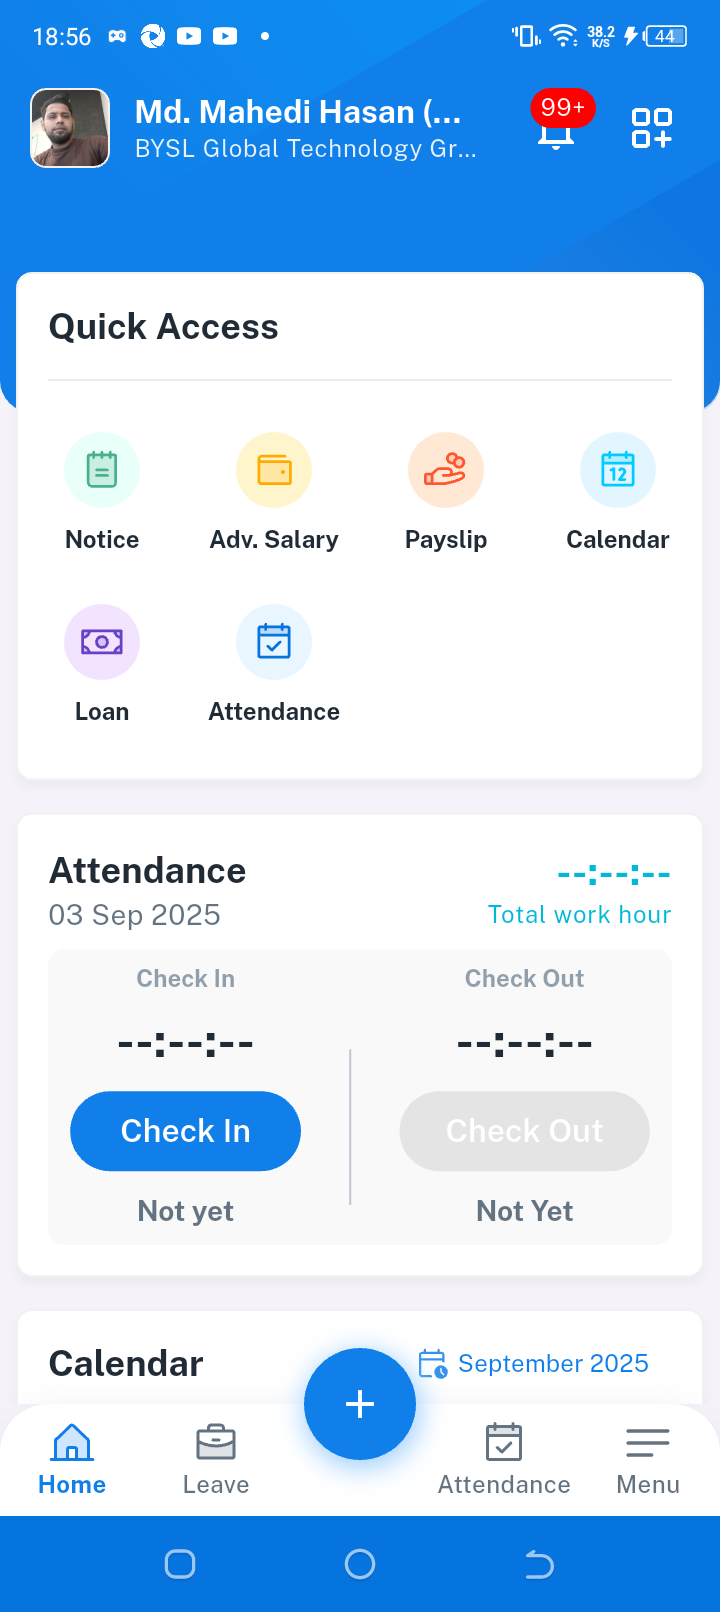 18:56
38.2
K/S
44
Md. Mahedi Hasan (...
99+
BYSL Global Technology Gr...
Quick Access
12
Notice
Adv. Salary
Payslip
Calendar
Loan
Attendance
Attendance
--:--:--
03 Sep 2025
Total work hour
Check In
Check Out
--:--:--
--:--:--
Check In
Check Out
Not yet
Not Yet
Calendar
September 2025
Home
Leave
Attendance
Menu